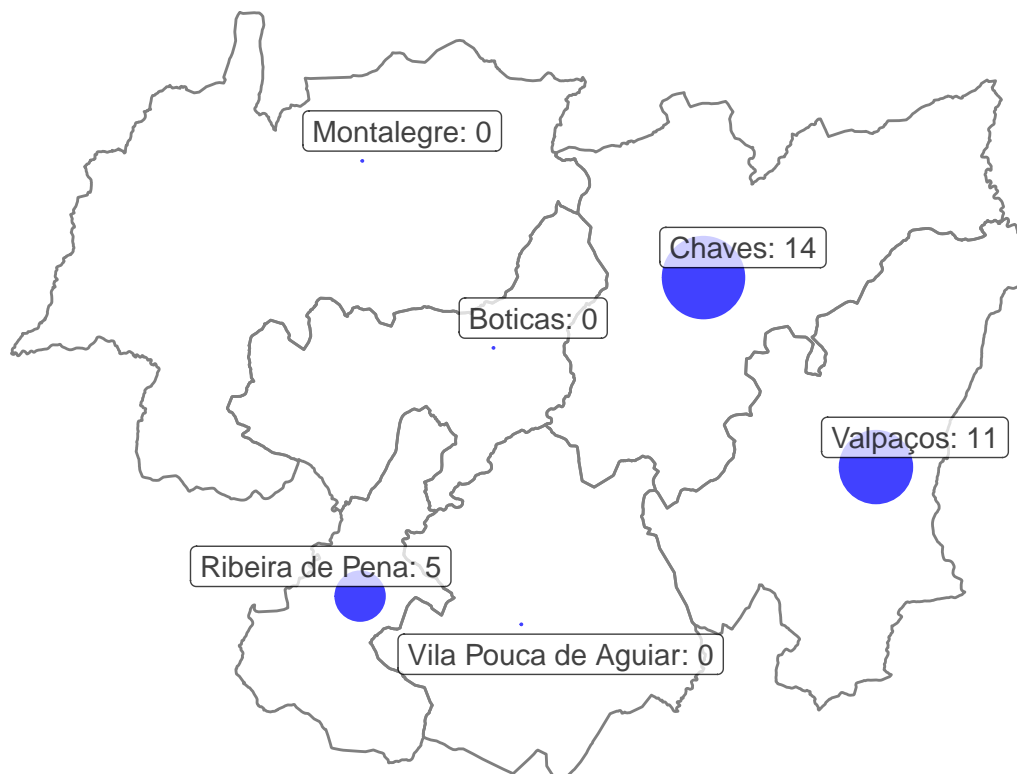 Montalegre: 0
Chaves: 14
Boticas: 0
Valpaços: 11
Ribeira de Pena: 5
Vila Pouca de Aguiar: 0